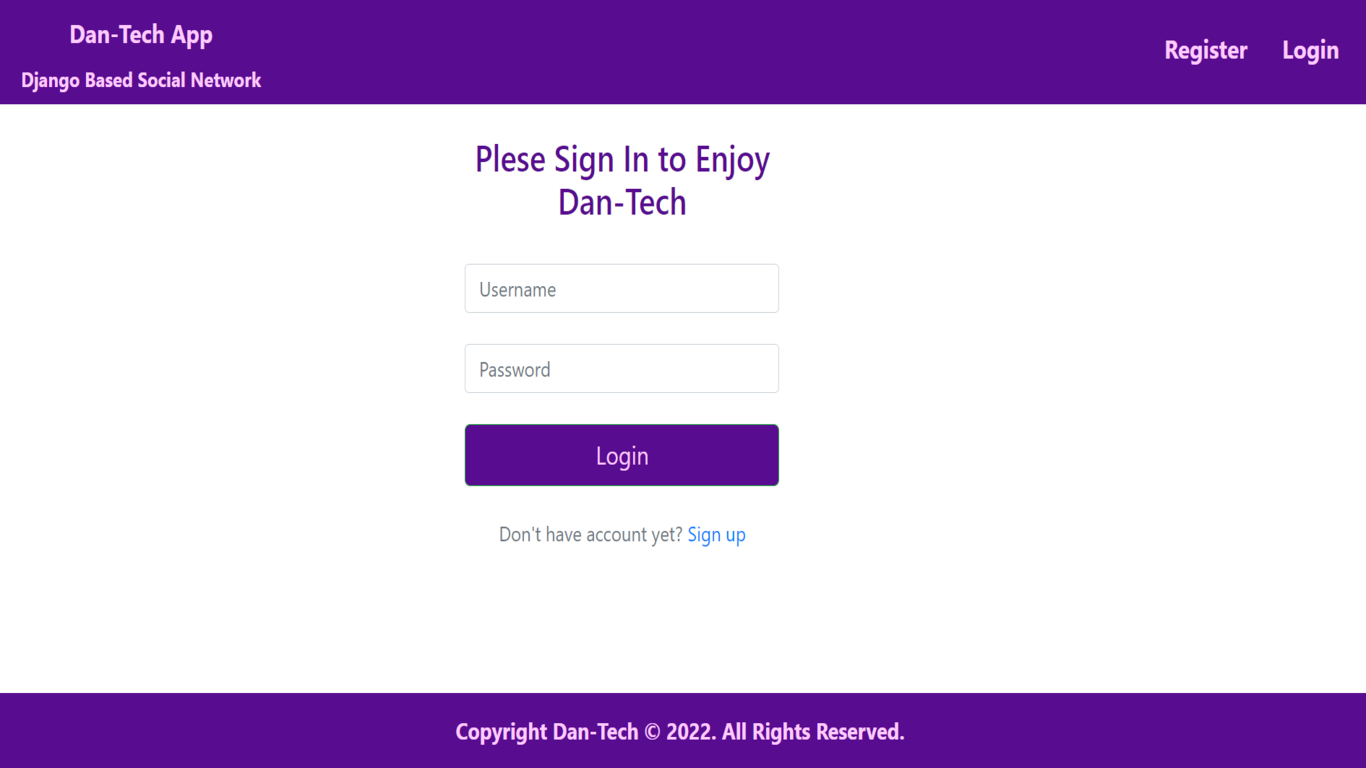 Dan-Tech App
Django Based Social Network
Register
Login
Plese Sign In to Enjoy
Dan-Tech
Username
Password
Login
Don't have account yet? Sign up
Copyright Dan-Tech © 2022. All Rights Reserved.